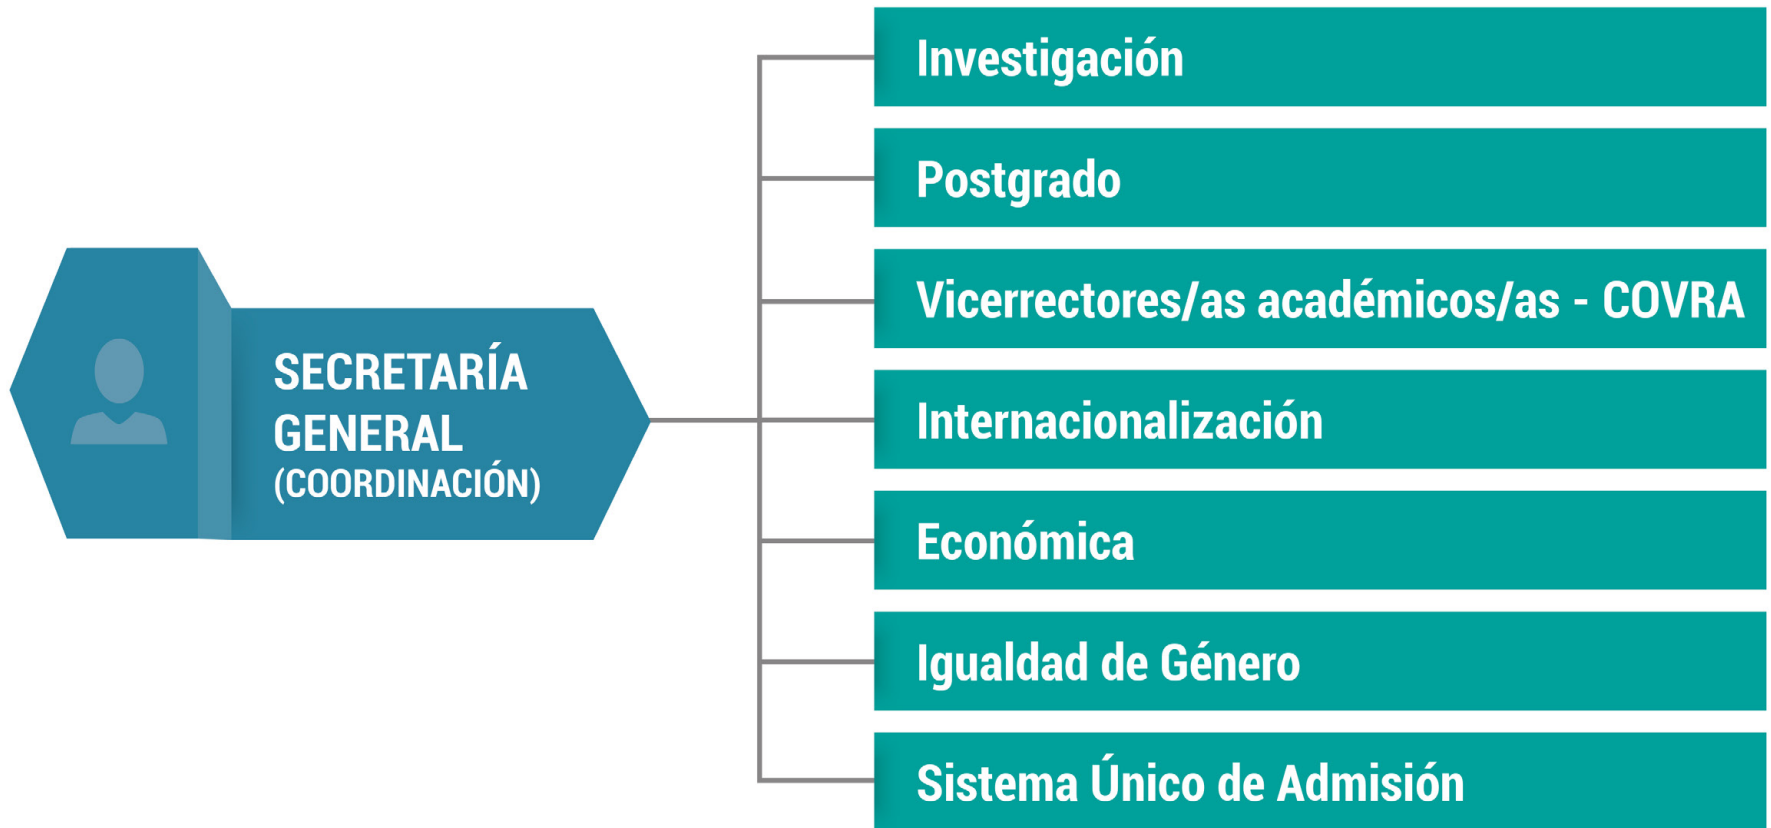 Investigación
Postgrado
Vicerrectores/as académicos/as - COVRA
SECRETARÍA
GENERAL
(COORDINACIÓN)
Internacionalización
Económica
Igualdad de Género
Sistema Único de Admisión